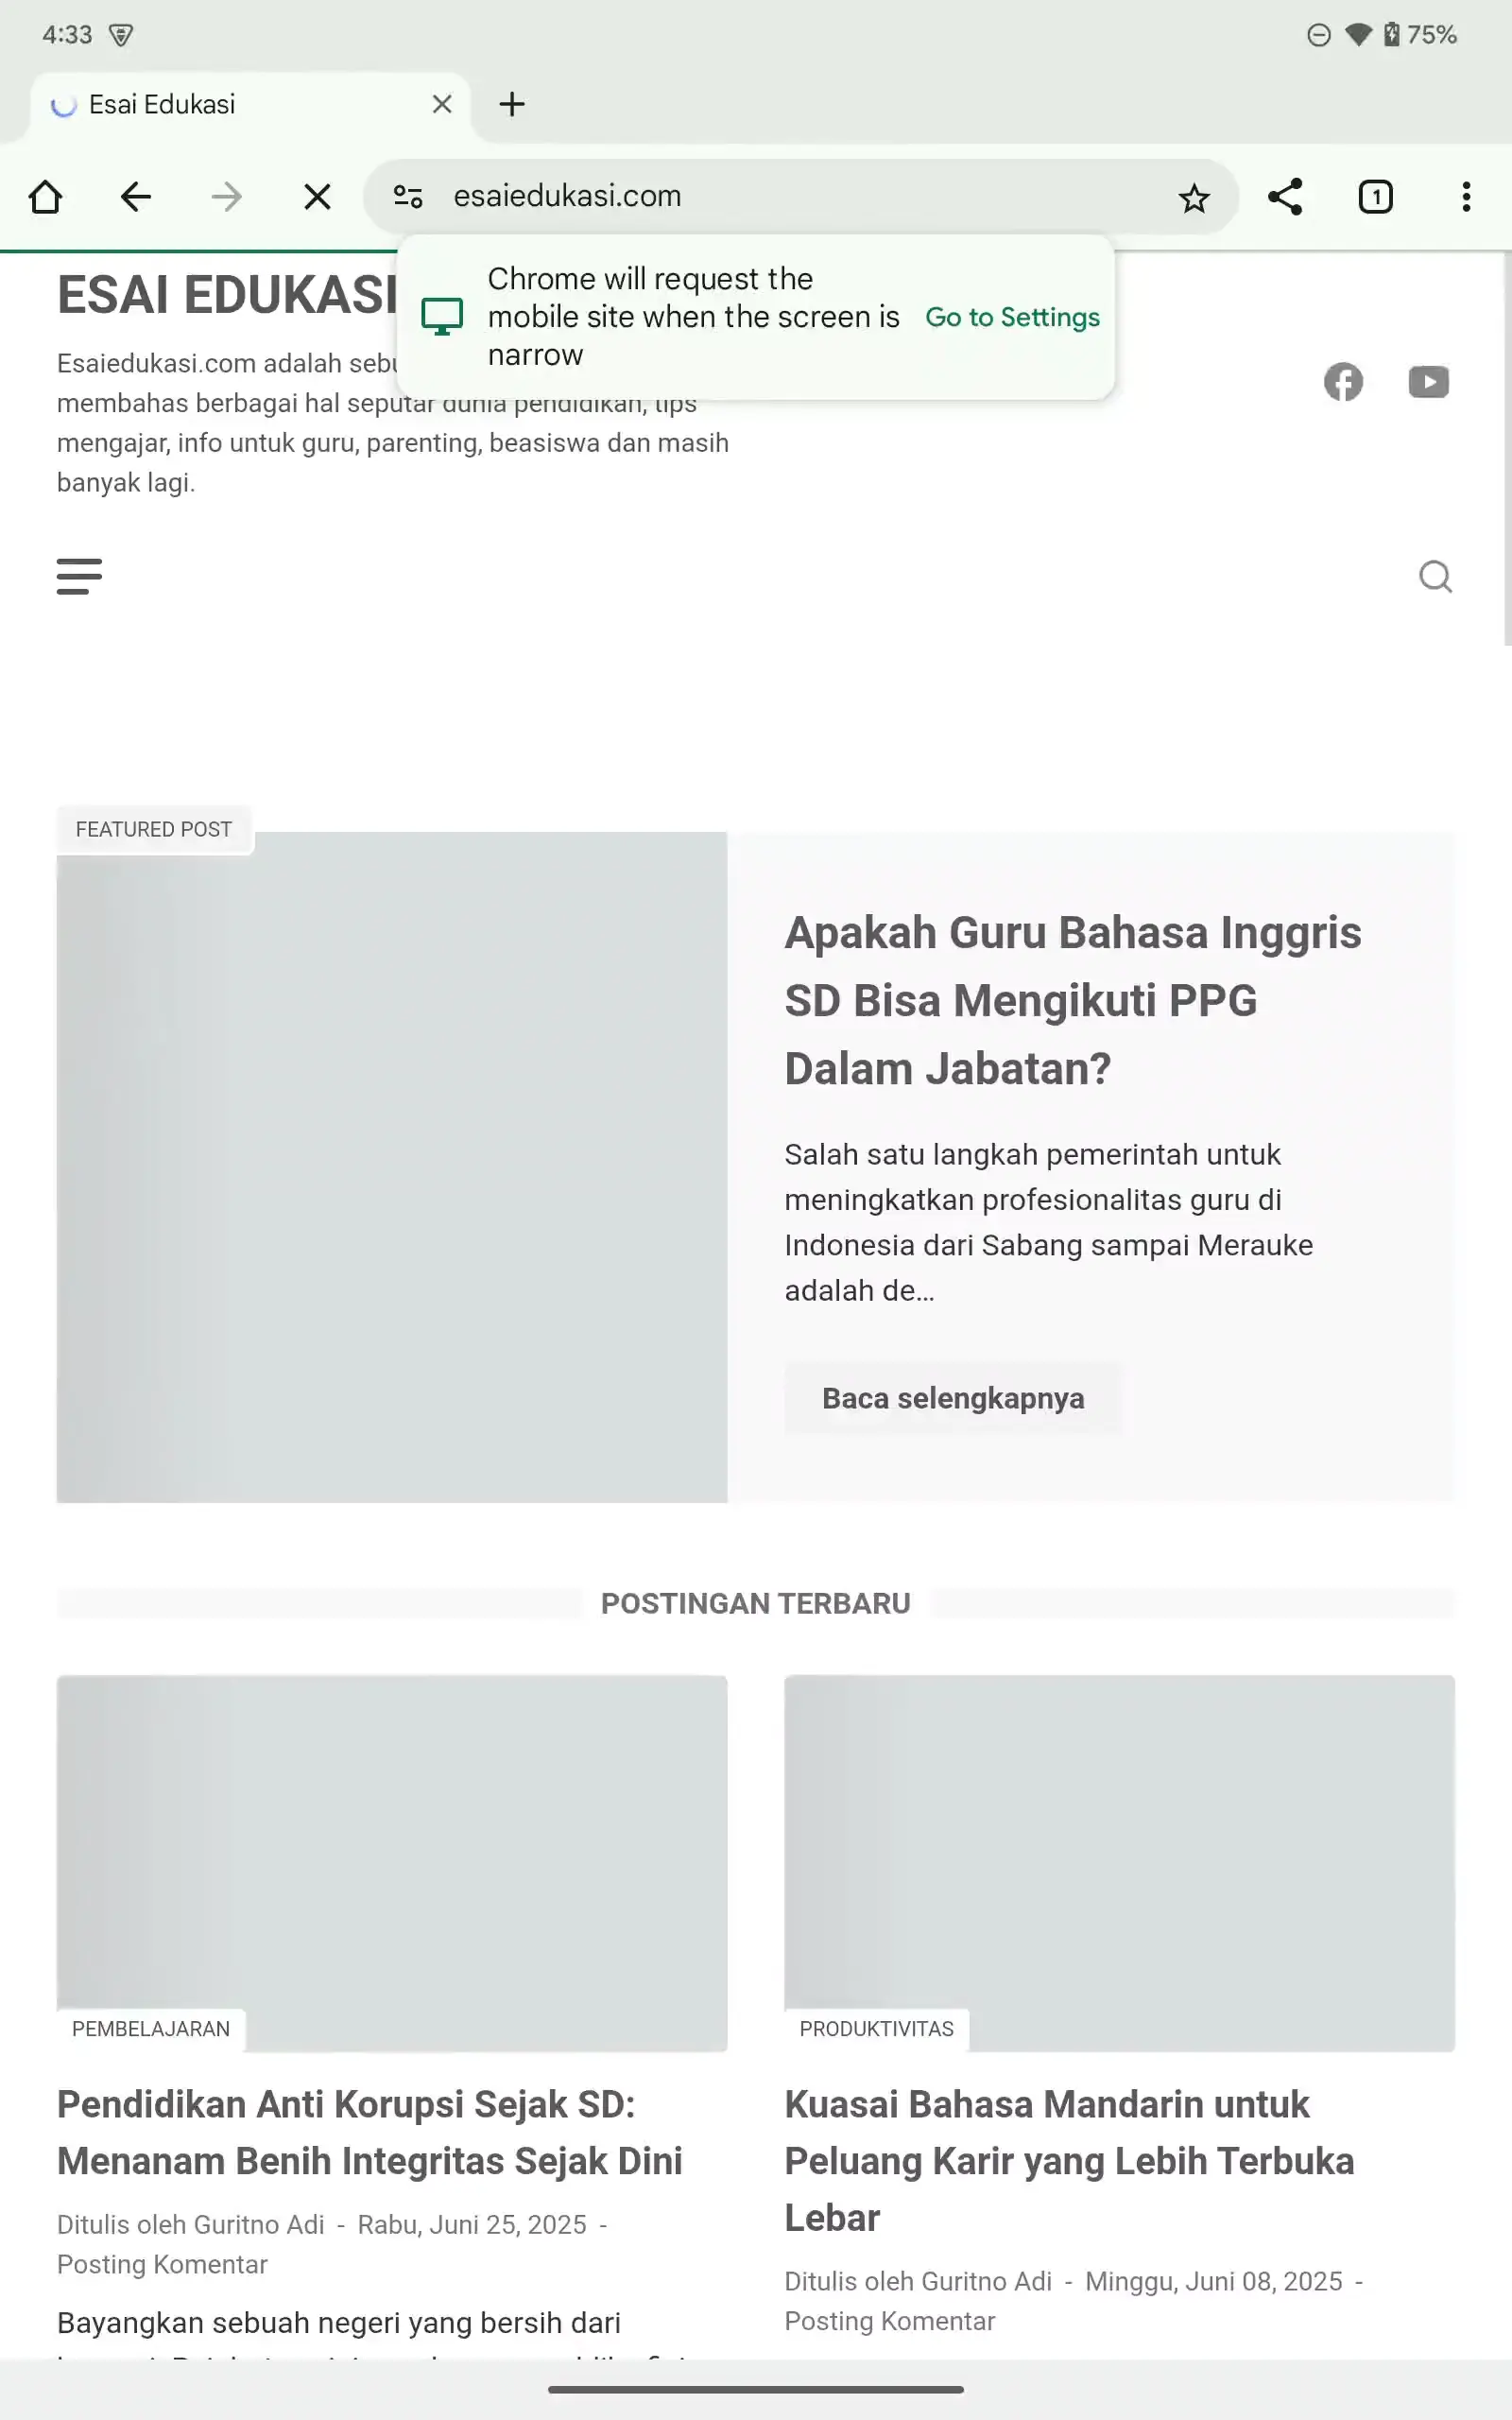 4:33
75%
Esai Edukasi
esaiedukasi.com
1
Chrome will request the
mobile site when the screen is
narrow
Go to Settings
ESAI EDUKASI
Esaiedukasi.com adalah
membahas berbagai hal seputar dunia pendidikan, tips
mengajar, info untuk guru, parenting, beasiswa dan masih
banyak lagi.
FEATURED POST
Apakah Guru Bahasa Inggris
SD Bisa Mengikuti PPG
Dalam Jabatan?
Salah satu langkah pemerintah untuk
meningkatkan profesionalitas guru di
Indonesia dari Sabang sampai Merauke
adalah de...
Baca selengkapnya
POSTINGAN TERBARU
PEMBELAJARAN
Pendidikan Anti Korupsi Sejak SD:
Menanam Benih Integritas Sejak Dini
Ditulis oleh Guritno Adi - Rabu, Juni 25, 2025 -
Posting Komentar
Bayangkan sebuah negeri yang bersih dari
PRODUKTIVITAS
Kuasai Bahasa Mandarin untuk
Peluang Karir yang Lebih Terbuka
Lebar
Ditulis oleh Guritno Adi - Minggu, Juni 08, 2025 -
Posting Komentar